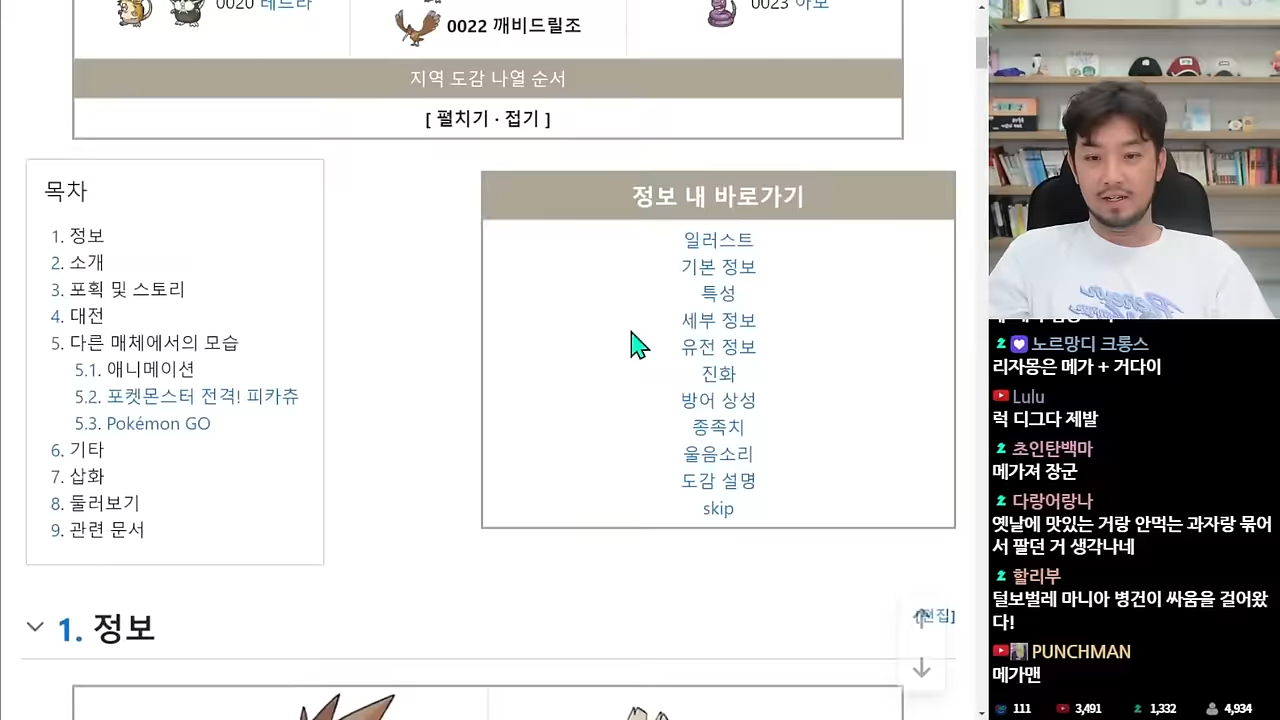 0020 레트라
0022 깨비드릴조
0023 아보
지역 도감 나열 순서
[ 펼치기 · 접기 ]
목차
1. 정보
2. 소개
3. 포획 및 스토리
4. 대전
5. 다른 매체에서의 모습
5.1. 애니메이션
5.2. 포켓몬스터 전격! 피카츄
5.3. Pokémon GO
6. 기타
7. 삽화
8. 둘러보기
9. 관련 문서
정보 내 바로가기
일러스트
기본 정보
특성
세부 정보
유전 정보
진화
방어 상성
종족치
울음소리
도감 설명
skip
1. 정보
[편집]
노르망디 크롱스
리자몽은 메가 + 거다이
Lulu
럭 디그다 제발
초인탄백마
메가져 장군
다랑어랑나
옛날에 맛있는 거랑 안먹는 과자랑 묶어
서 팔던 거 생각나네
할리부
털보벌레 마니아 병건이 싸움을 걸어왔
다!
PUNCHMAN
메가맨
111
3,491
1,332
4,934